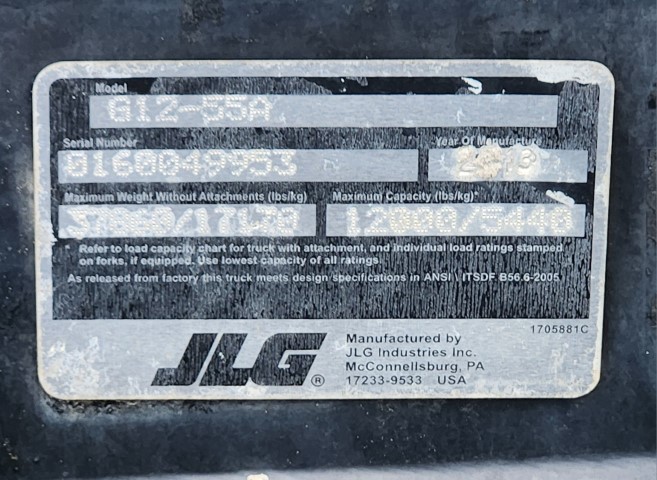 Model
G12-55A
Serial Number
0160049953
Year Of Manufacture
Maximum Weight Without Attachments (lbs/kg)
Maximum Capacity (lbs/kg)*
12000/5440
* Refer to load capacity chart for truck with attachment, and individual load ratings stamped
on forks, if equipped. Use lowest capacity of all ratings.
As released from factory this truck meets design specifications in ANSI \ ITSDF B56.6-2005.
1705881C
JLG®
Manufactured by
JLG Industries Inc.
McConnellsburg, PA
17233-9533 USA